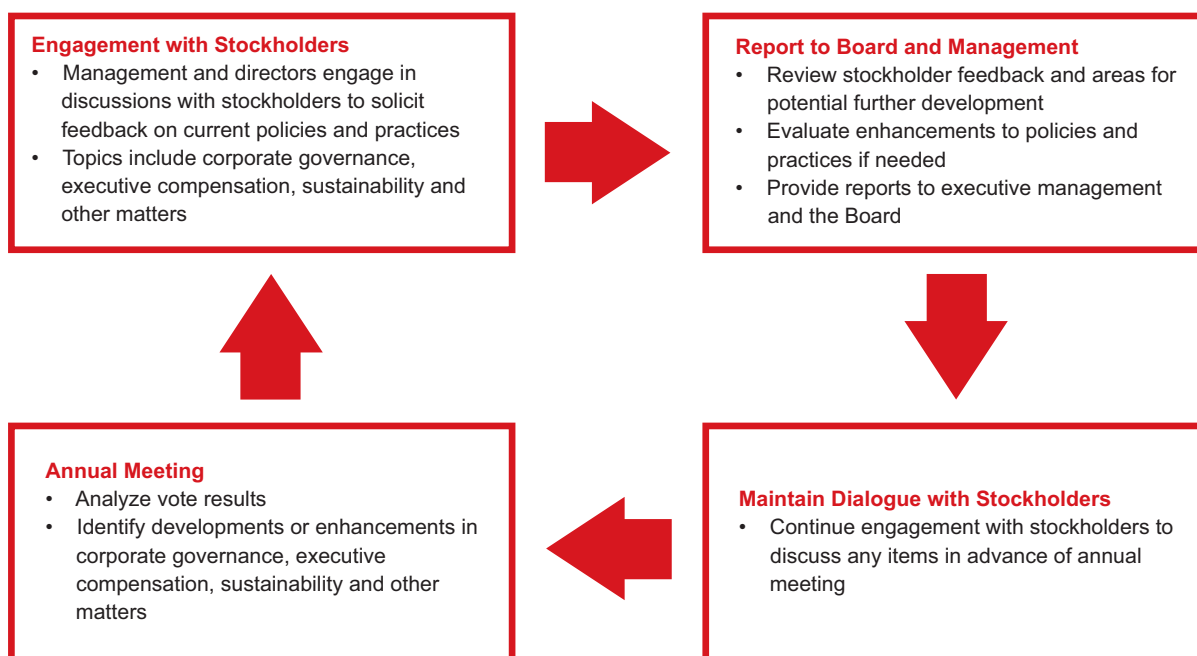 Engagement with Stockholders
• Management and directors engage in
discussions with stockholders to solicit
feedback on current policies and practices
• Topics include corporate governance,
executive compensation, sustainability and
other matters
Report to Board and Management
• Review stockholder feedback and areas for
potential further development
• Evaluate enhancements to policies and
practices if needed
• Provide reports to executive management
and the Board
Annual Meeting
• Analyze vote results
• Identify developments or enhancements in
corporate governance, executive
compensation, sustainability and other
matters
Maintain Dialogue with Stockholders
• Continue engagement with stockholders to
discuss any items in advance of annual
meeting